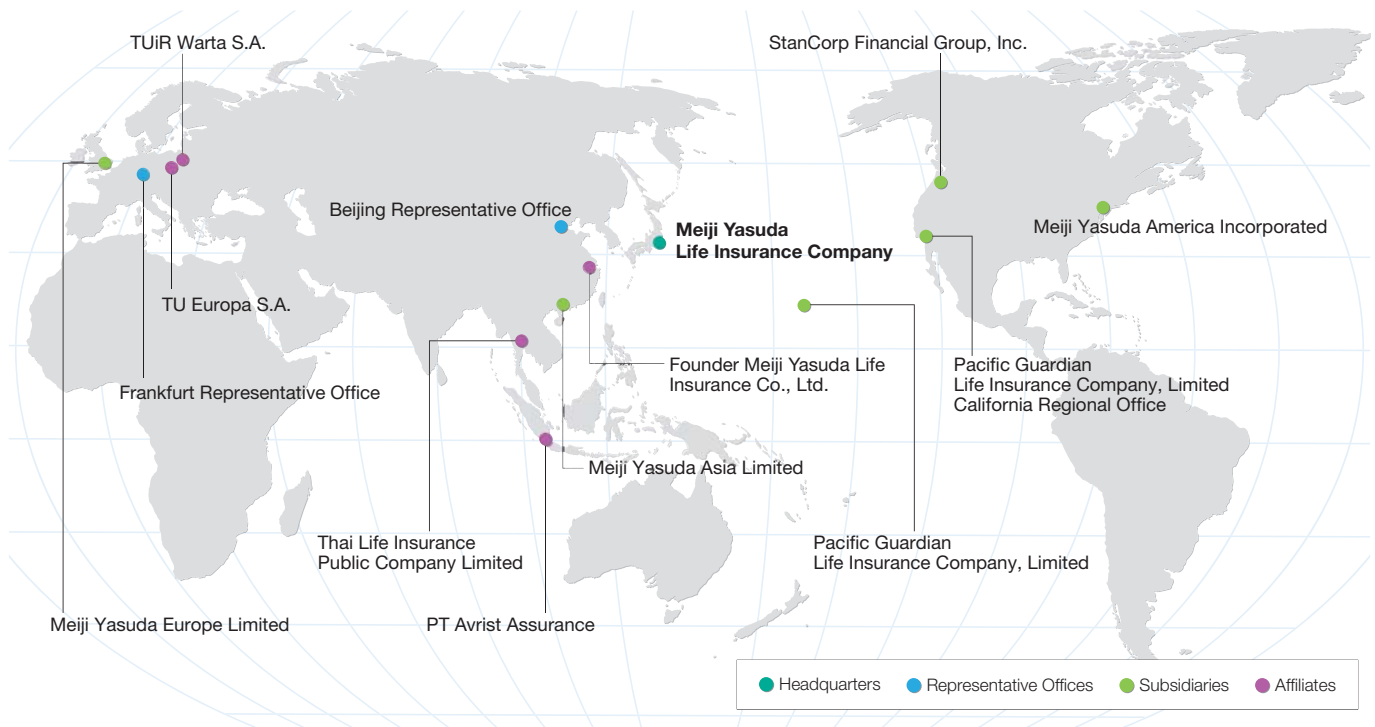 TUiR Warta S.A.
StanCorp Financial Group, Inc.
Beijing Representative Office
Meiji Yasuda
Life Insurance Company
Meiji Yasuda America Incorporated
TU Europa S.A.
Frankfurt Representative Office
Founder Meiji Yasuda Life
Insurance Co., Ltd.
Pacific Guardian
Life Insurance Company, Limited
California Regional Office
Meiji Yasuda Asia Limited
Thai Life Insurance
Public Company Limited
Pacific Guardian
Life Insurance Company, Limited
Meiji Yasuda Europe Limited
PT Avrist Assurance
Headquarters
Representative Offices
Subsidiaries
Affiliates